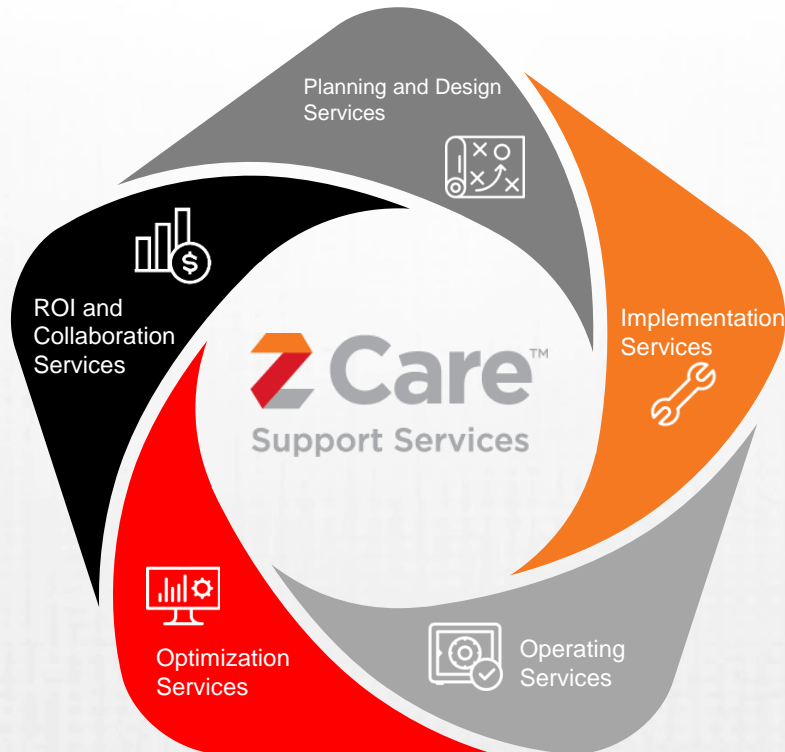 Planning and Design
Services
Implementation
Services
Operating
Services
Optimization
Services
ROI and
Collaboration
Services
Z Care™
Support Services